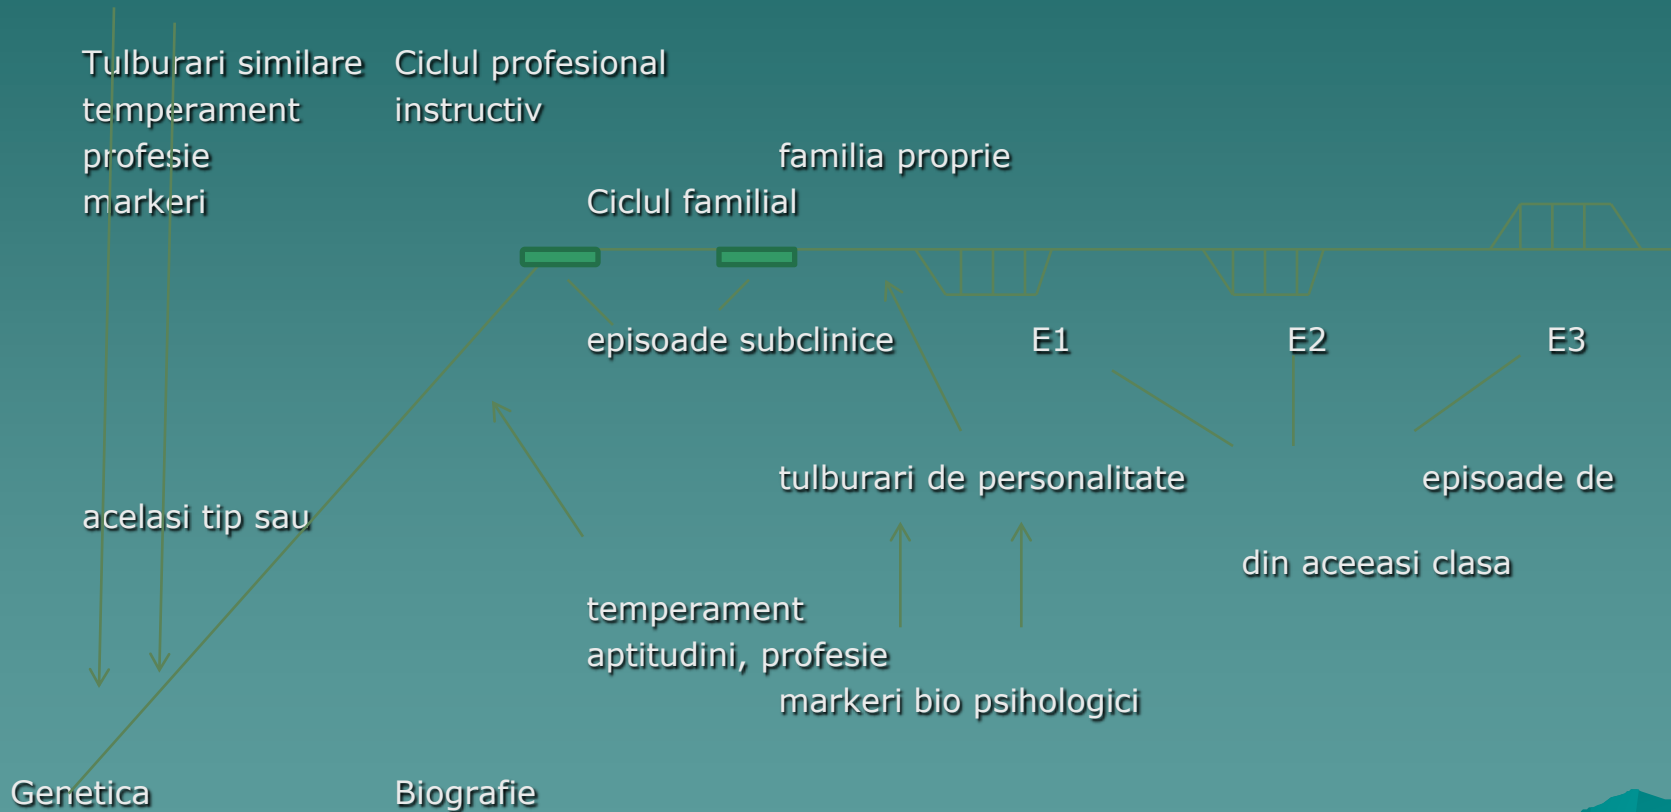 Tulburari similare Ciclul profesional
temperament instructiv
profesie familia proprie
markeri Ciclul familial
episoade subclinice E1 E2 E3
tulburari de personalitate episoade de
acelasi tip sau
din aceeasi clasa
temperament
aptitudini, profesie
markeri bio psihologici
Genetica Biografie